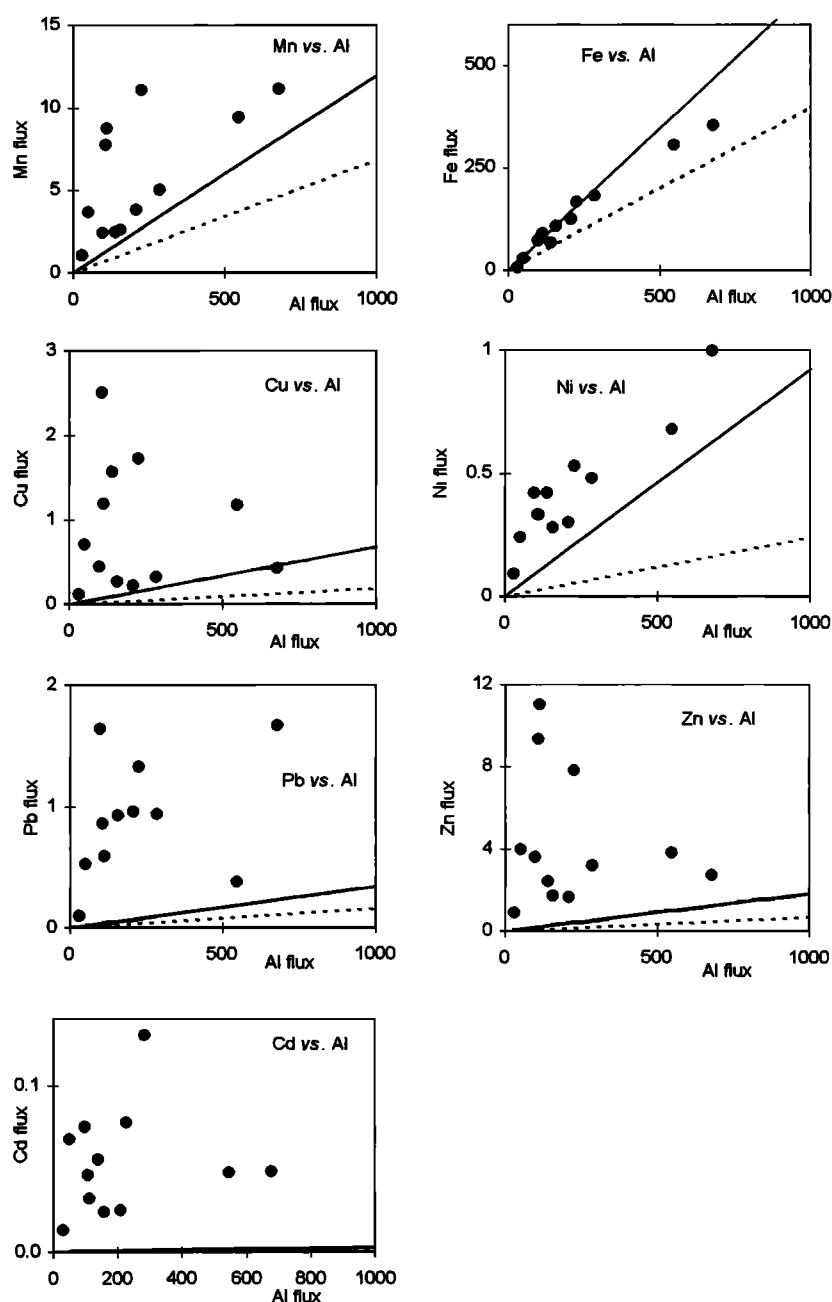 Mn vs. Al
15
10
5
0
Mn flux
0
500
1000
Al flux
Fe vs. Al
500
250
0
Fe flux
0
500
1000
Al flux
Cu vs. Al
3
2
1
0
Cu flux
0
500
1000
Al flux
Ni vs. Al
1
0.5
0
Ni flux
0
500
1000
Al flux
Pb vs. Al
2
1
0
Pb flux
0
500
1000
Al flux
Zn vs. Al
12
8
4
0
Zn flux
0
500
1000
Al flux
Cd vs. Al
0.1
0.0
Cd flux
0 200 400 600 800 1000
Al flux